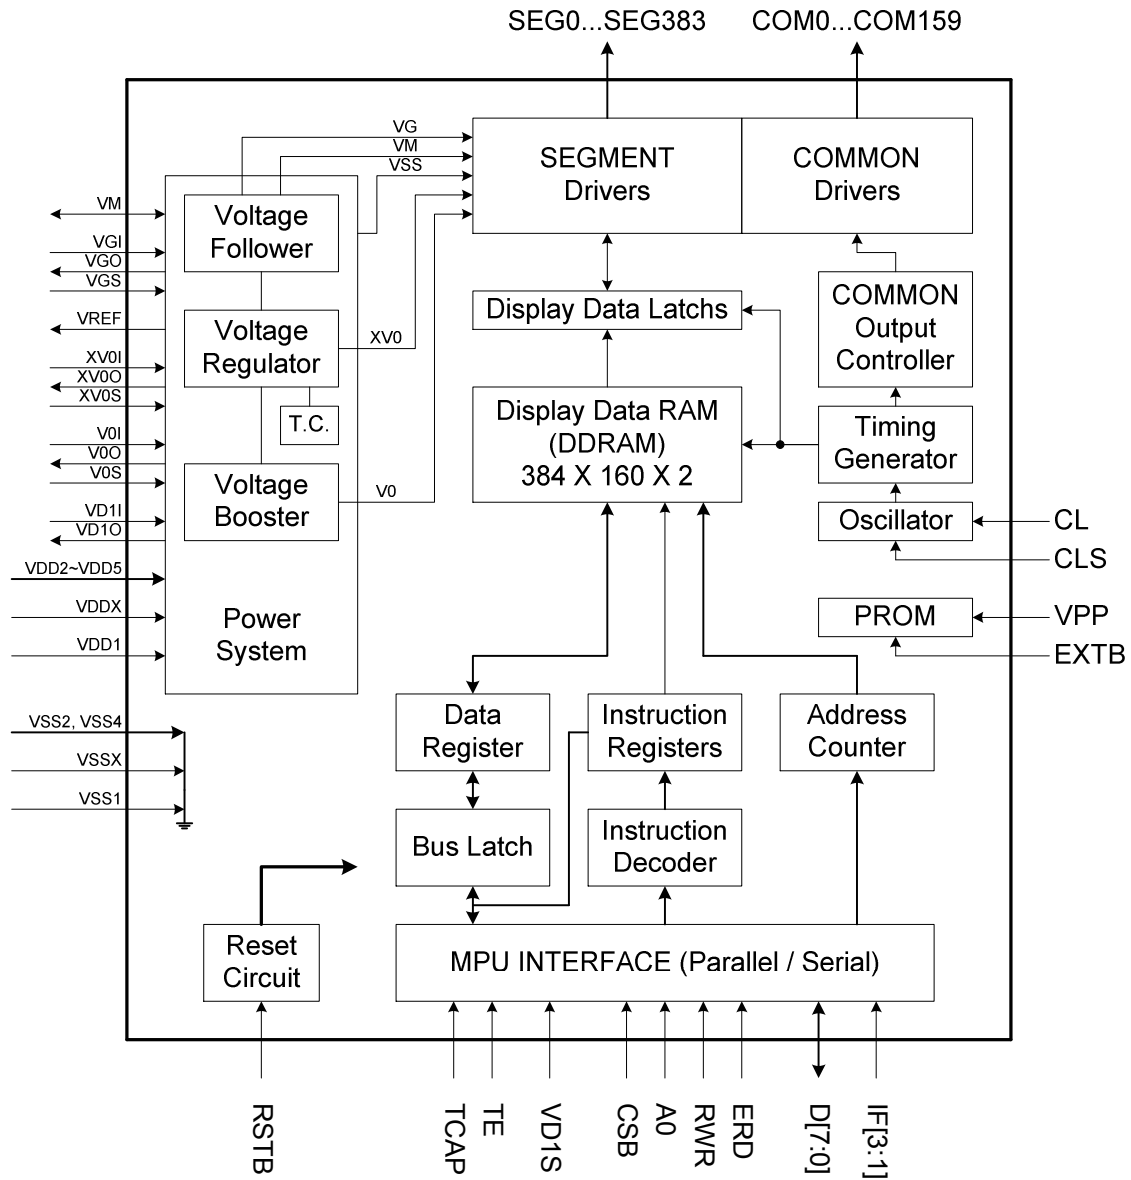 SEG0...SEG383
COM0...COM159
VG
VM
VSS
SEGMENT
Drivers
COMMON
Drivers
VM
VGI
VGO
VGS
VREF
XV0I
XV0O
XV0S
V0I
V0O
V0S
VD1I
VD1O
VDD2~VDD5
VDDX
VDD1
VSS2, VSS4
VSSX
VSS1
Voltage
Follower
Voltage
Regulator
T.C.
Voltage
Booster
Power
System
XV0
V0
Display Data Latchs
Display Data RAM
(DDRAM)
384 X 160 X 2
COMMON
Output
Controller
Timing
Generator
Oscillator
CL
CLS
PROM
VPP
EXTB
Data
Register
Instruction
Registers
Address
Counter
Bus Latch
Instruction
Decoder
Reset
Circuit
MPU INTERFACE (Parallel / Serial)
RSTB
TCAP
TE
VD1S
CSB
A0
RWR
ERD
D[7:0]
IF[3:1]